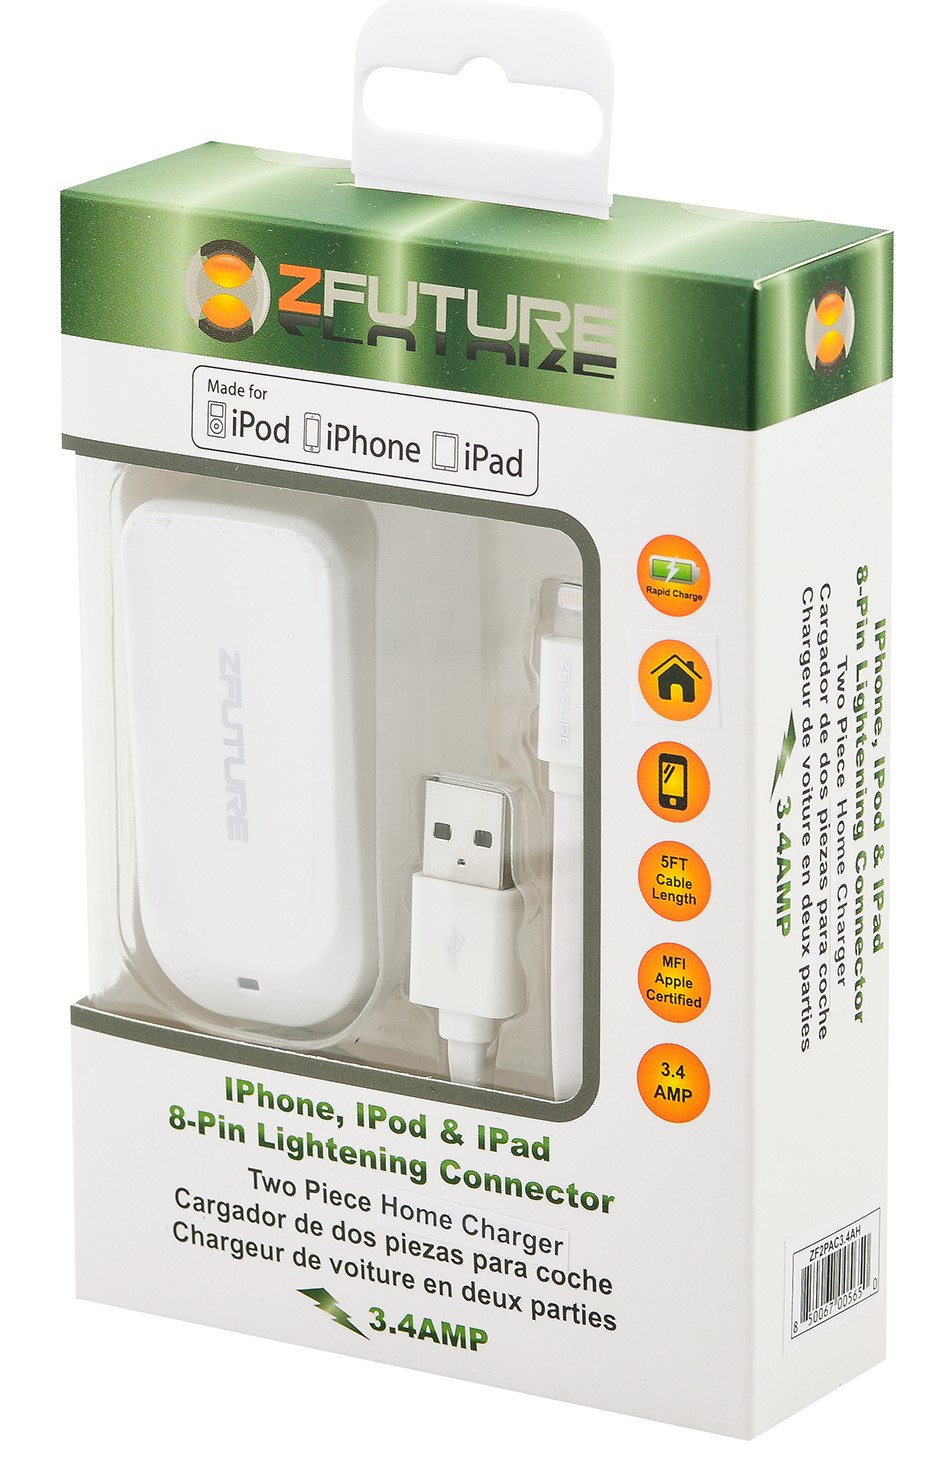 ZFUTURE
Made for
iPod iPhone iPad
ZFUTURE
ZFUTURE
Rapid Charge
5FT
Cable
Length
MFI
Apple
Certified
3.4
AMP
IPhone, IPod & IPad
8-Pin Lightening Connector
Two Piece Home Charger
Cargador de dos piezas para coche
Chargeur de voiture en deux parties
3.4AMP
IPhone, IPod & IPad
8-Pin Lightening Connector
Two Piece Home Charger
Cargador de dos piezas para coche
Chargeur de voiture en deux parties
3.4AMP
ZF2PAC3.4AH
8 50067 00565 0